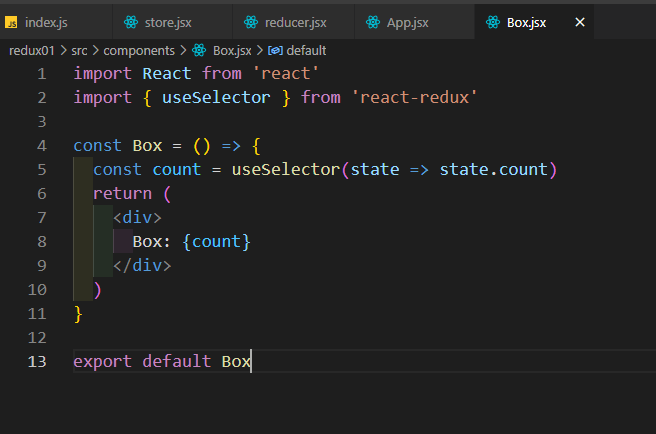 JS index.js store.jsx reducer.jsx App.jsx Box.jsx ✕
redux01 > src > components > Box.jsx > default
1 import React from 'react'
2 import { useSelector } from 'react-redux'
3
4 const Box = () => {
5   const count = useSelector(state => state.count)
6   return (
7     <div>
8       Box: {count}
9     </div>
10   )
11 }
12
13 export default Box